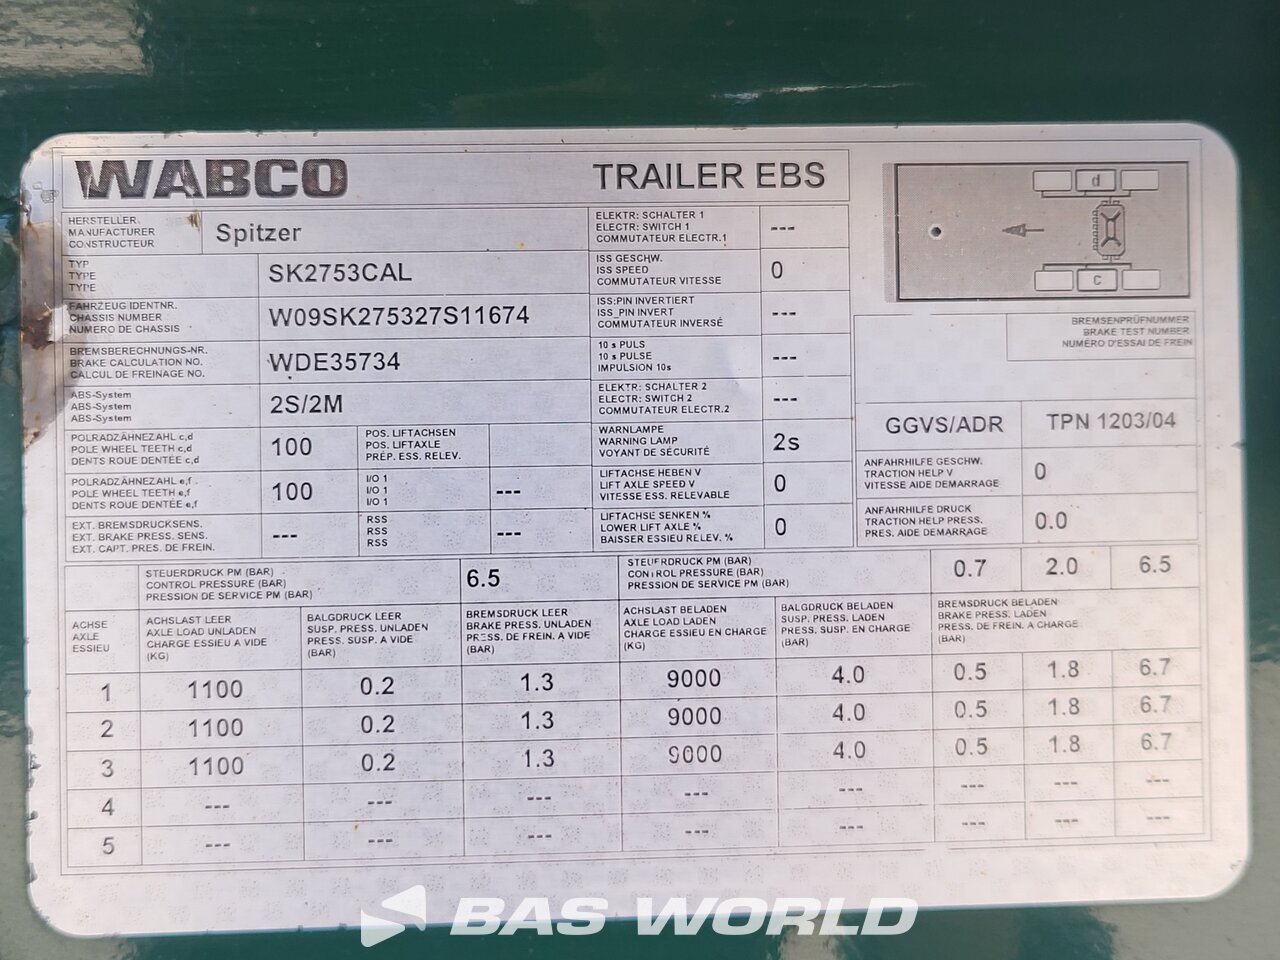 WABCO TRAILER EBS
HERSTELLER
MANUFACTURER
CONSTRUCTEUR
Spitzer
ELEKTR: SCHALTER 1
ELECTR: SWITCH 1
COMMUTATEUR ELECTR.1
---
TYP
TYPE
TYPE
SK2753CAL
ISS GESCHW.
ISS SPEED
COMMUTATEUR VITESSE
0
FAHRZEUG IDENTNR.
CHASSIS NUMBER
NUMERO DE CHASSIS
W09SK275327S11674
ISS:PIN INVERTIERT
ISS_PIN INVERT
COMMUTATEUR INVERSÉ
---
BREMSBERECHNUNGS-NR.
BRAKE CALCULATION NO.
CALCUL DE FREINAGE NO.
WDE35734
10 s PULS
10 s PULSE
IMPULSION 10s
---
ABS-System
ABS-System
ABS-System
2S/2M
ELEKTR: SCHALTER 2
ELECTR: SWITCH 2
COMMUTATEUR ELECTR.2
---
POLRADZÄHNEZAHL c,d
POLE WHEEL TEETH c,d
DENTS ROUE DENTÉE c,d
100
POS. LIFTACHSEN
POS. LIFTAXLE
PRÉP. ESS. RELEV.
WARNLAMPE
WARNING LAMP
VOYANT DE SÉCURITÉ
2s
POLRADZÄHNEZAHL e,f
POLE WHEEL TEETH e,f
DENTS ROUE DENTÉE e,f
100
I/O 1
I/O 1
I/O 1
---
LIFTACHSE HEBEN V
LIFT AXLE SPEED V
VITESSE ESS. RELEVABLE
0
EXT. BREMSDRUCKSENS.
EXT. BRAKE PRESS. SENS.
EXT. CAPT. PRES. DE FREIN.
---
RSS
RSS
RSS
---
LIFTACHSE SENKEN %
LOWER LIFT AXLE %
BAISSER ESSIEU RELEV. %
0
d
c
BREMSENPRÜFNUMMER
BRAKE TEST NUMBER
NUMÉRO D'ESSAI DE FREIN
GGVS/ADR TPN 1203/04
ANFAHRHILFE GESCHW.
TRACTION HELP V
VITESSE AIDE DEMARRAGE
0
ANFAHRHILFE DRUCK
TRACTION HELP PRESS.
PRES. AIDE DEMARRAGE
0.0
STEUERDRUCK PM (BAR)
CONTROL PRESSURE (BAR)
PRESSION DE SERVICE PM (BAR)
6.5
STEUERDRUCK PM (BAR)
CONTROL PRESSURE (BAR)
PRESSION DE SERVICE PM (BAR)
0.7 2.0 6.5
ACHSE
AXLE
ESSIEU
ACHSLAST LEER
AXLE LOAD UNLADEN
CHARGE ESSIEU A VIDE
(KG)
BALGDRUCK LEER
SUSP. PRESS. UNLADEN
PRESS. SUSP. A VIDE
(BAR)
BREMSDRUCK LEER
BRAKE PRESS. UNLADEN
PRESS. DE FREIN. A VIDE
(BAR)
ACHSLAST BELADEN
AXLE LOAD LADEN
CHARGE ESSIEU EN CHARGE
(KG)
BALGDRUCK BELADEN
SUSP. PRESS. LADEN
PRESS. SUSP. EN CHARGE
(BAR)
BREMSDRUCK BELADEN
BRAKE PRESS. LADEN
PRESS. DE FREIN. A CHARGE
(BAR)
1 1100 0.2 1.3 9000 4.0 0.5 1.8 6.7
2 1100 0.2 1.3 9000 4.0 0.5 1.8 6.7
3 1100 0.2 1.3 9000 4.0 0.5 1.8 6.7
4 --- --- --- --- --- --- --- ---
5 --- --- --- --- --- --- --- ---
BAS WORLD